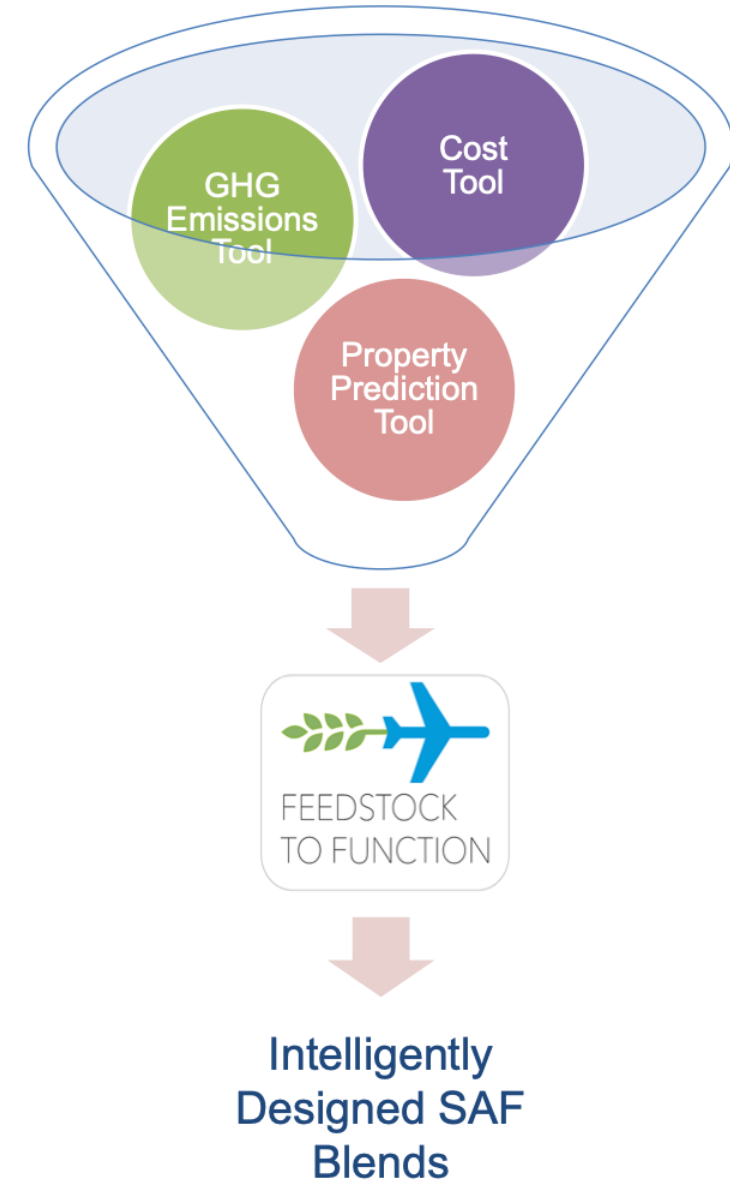 GHG
Emissions
Tool
Cost
Tool
Property
Prediction
Tool
FEEDSTOCK
TO FUNCTION
Intelligently
Designed SAF
Blends